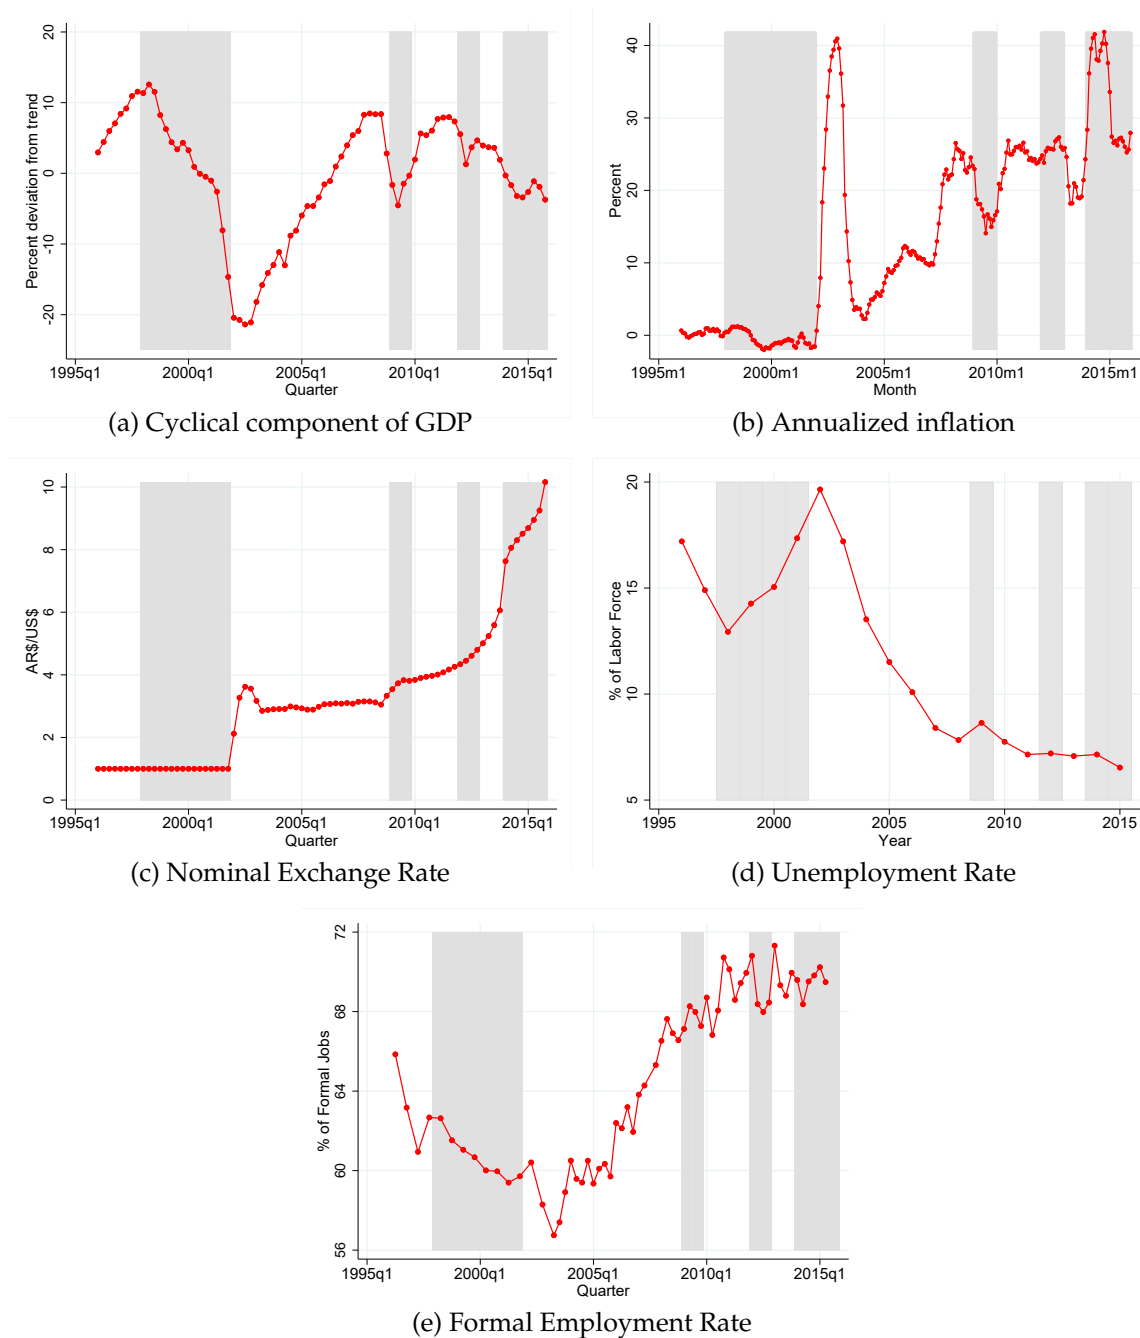 Percent deviation from trend
20
10
0
-10
-20
1995q1 2000q1 2005q1 2010q1 2015q1
Quarter
(a) Cyclical component of GDP
Percent
40
30
20
10
0
1995m1 2000m1 2005m1 2010m1 2015m1
Month
(b) Annualized inflation
AR$/US$
10
8
6
4
2
0
1995q1 2000q1 2005q1 2010q1 2015q1
Quarter
(c) Nominal Exchange Rate
% of Labor Force
20
15
10
5
1995 2000 2005 2010 2015
Year
(d) Unemployment Rate
% of Formal Jobs
72
68
64
60
56
1995q1 2000q1 2005q1 2010q1 2015q1
Quarter
(e) Formal Employment Rate